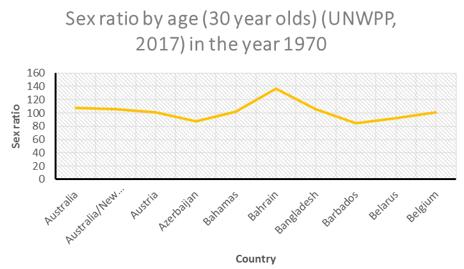 Sex ratio by age (30 year olds) (UNWPP,
2017) in the year 1970
160
140
120
100
80
60
40
20
0
Sex ratio
Australia
Australia/New...
Austria
Azerbaijan
Bahamas
Bahrain
Bangladesh
Barbados
Belarus
Belgium
Country